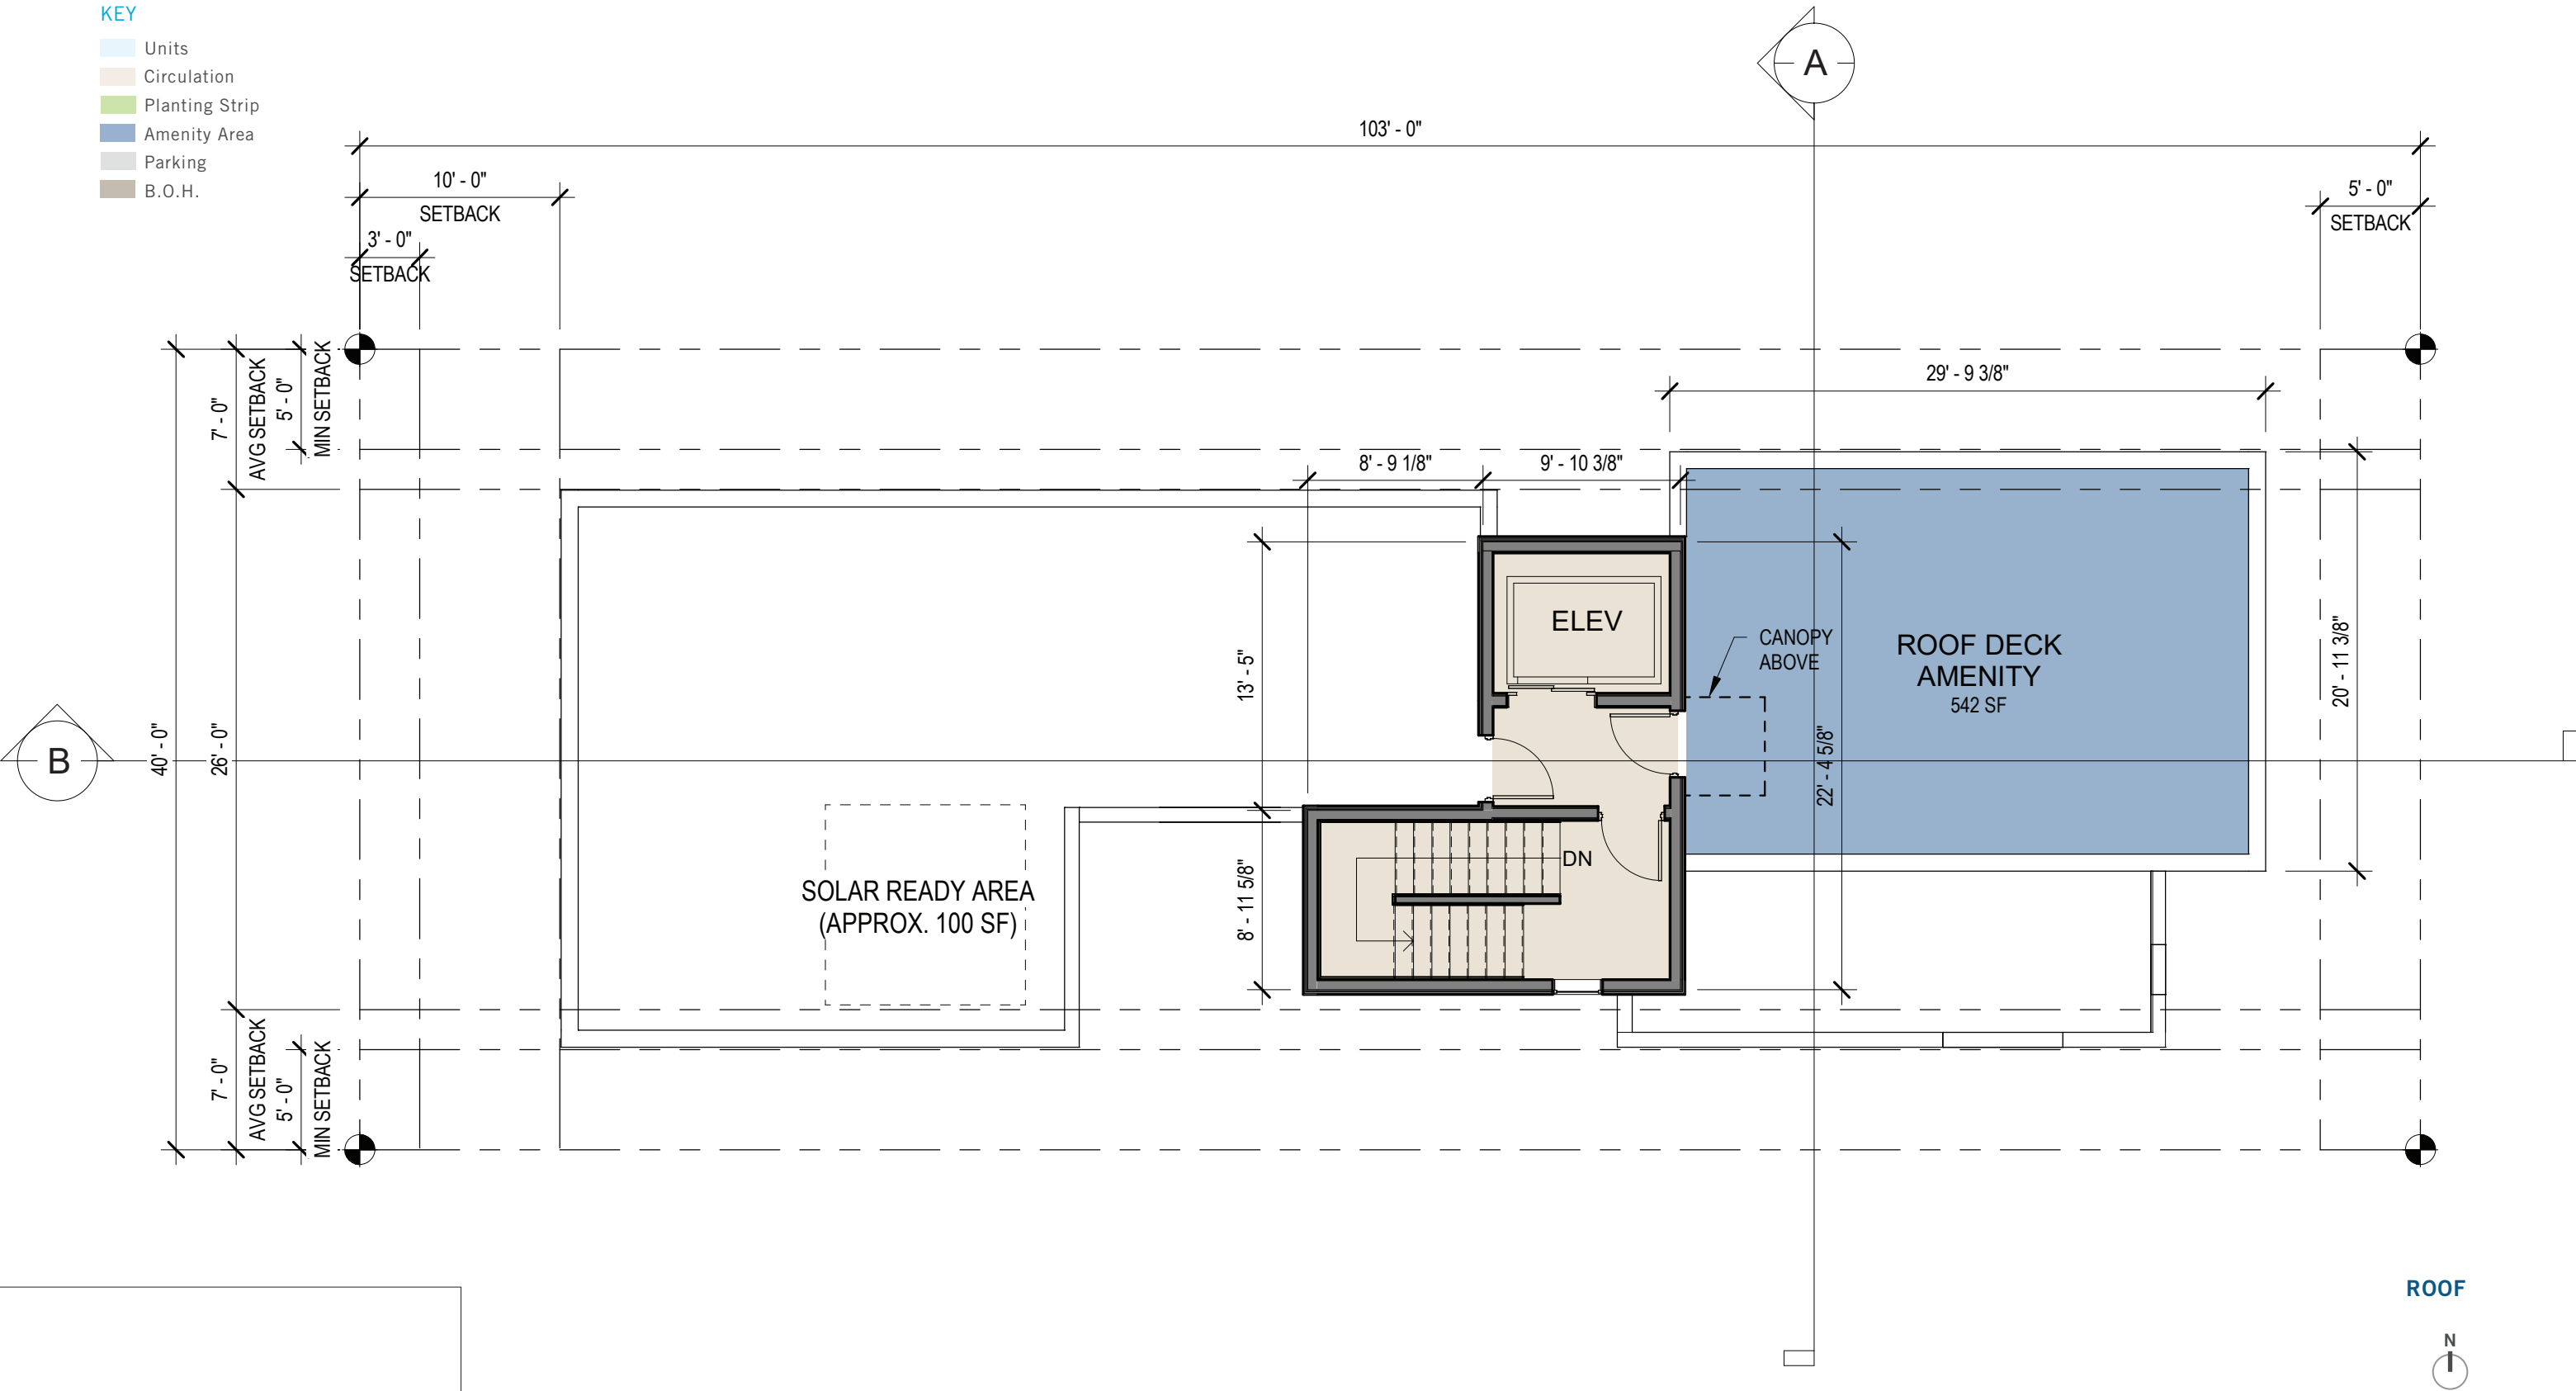 KEY
Units
Circulation
Planting Strip
Amenity Area
Parking
B.O.H.
A
103' - 0"
10' - 0"
SETBACK
3' - 0"
SETBACK
5' - 0"
SETBACK
29' - 9 3/8"
7' - 0"
AVG SETBACK
5' - 0"
MIN SETBACK
8' - 9 1/8"
9' - 10 3/8"
ELEV
CANOPY
ABOVE
ROOF DECK
AMENITY
542 SF
13' - 5"
20' - 11 3/8"
B
40' - 0"
26' - 0"
22' - 4 5/8"
DN
SOLAR READY AREA
(APPROX. 100 SF)
8' - 11 5/8"
7' - 0"
AVG SETBACK
5' - 0"
MIN SETBACK
ROOF
N